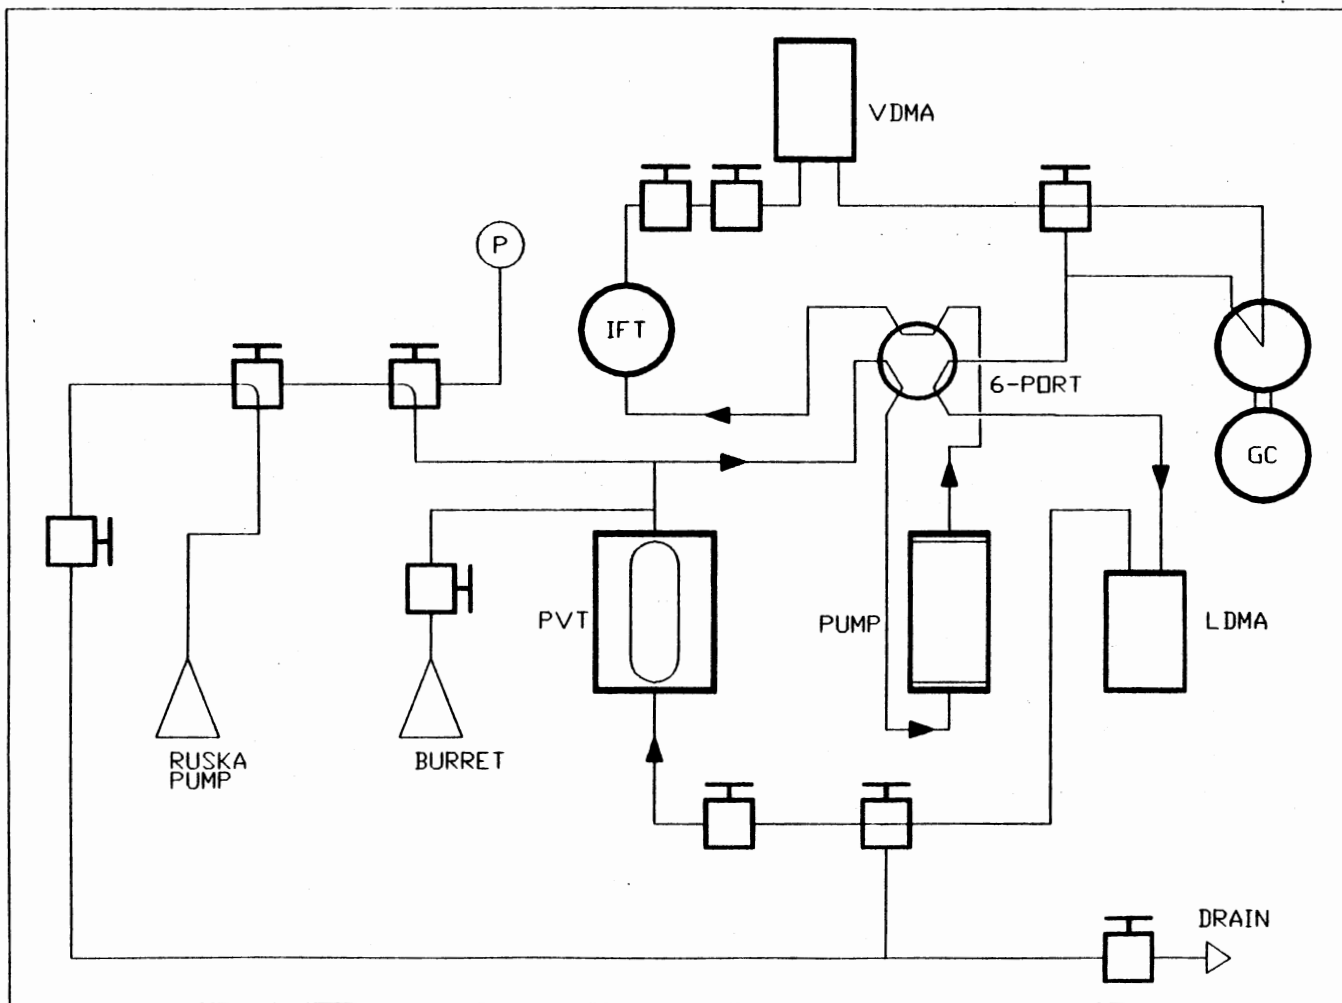 VDMA
P
IFT
6-PORT
GC
PVT
PUMP
LDMA
RUSKA
PUMP
BURRET
DRAIN